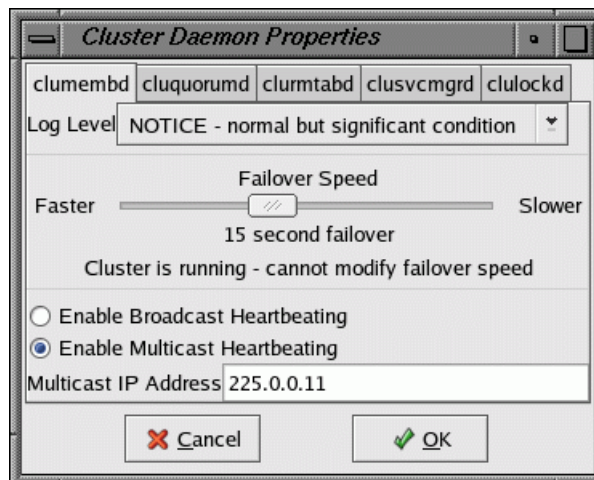 Cluster Daemon Properties
clumembd cluquorumd clurmtabd clusvcmgrd clulockd
Log Level NOTICE - normal but significant condition
Failover Speed
Faster Slower
15 second failover
Cluster is running - cannot modify failover speed
Enable Broadcast Heartbeating
Enable Multicast Heartbeating
Multicast IP Address 225.0.0.11
Cancel OK